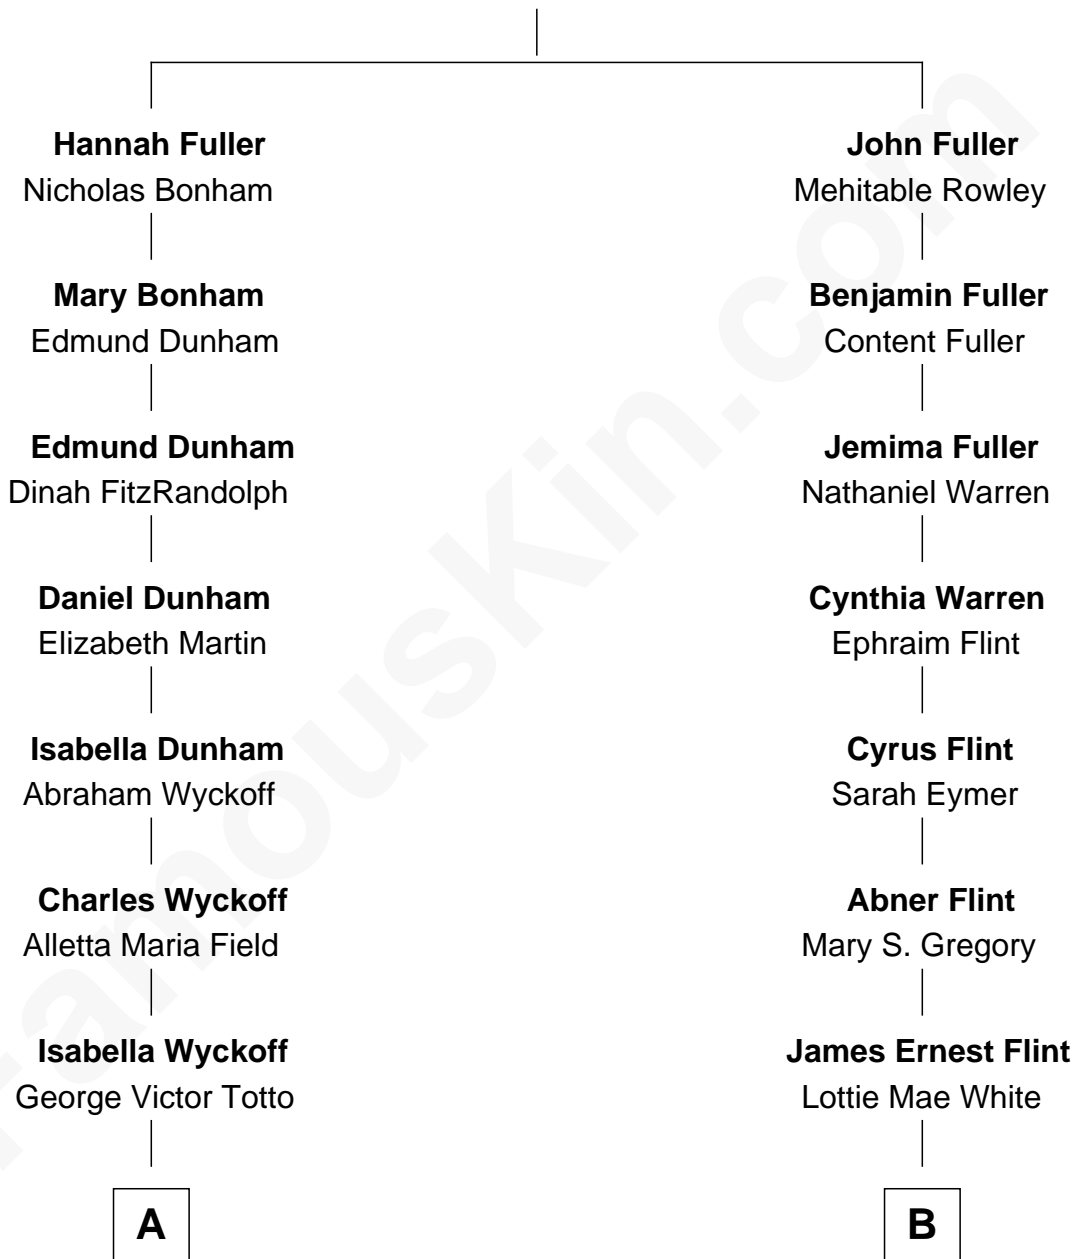 Hannah Fuller
Nicholas Bonham
Mary Bonham
Edmund Dunham
Edmund Dunham
Dinah FitzRandolph
Daniel Dunham
Elizabeth Martin
Isabella Dunham
Abraham Wyckoff
Charles Wyckoff
Alletta Maria Field
Isabella Wyckoff
George Victor Totto
A
John Fuller
Mehitable Rowley
Benjamin Fuller
Content Fuller
Jemima Fuller
Nathaniel Warren
Cynthia Warren
Ephraim Flint
Cyrus Flint
Sarah Eymer
Abner Flint
Mary S. Gregory
James Ernest Flint
Lottie Mae White
B
FamousKin.com